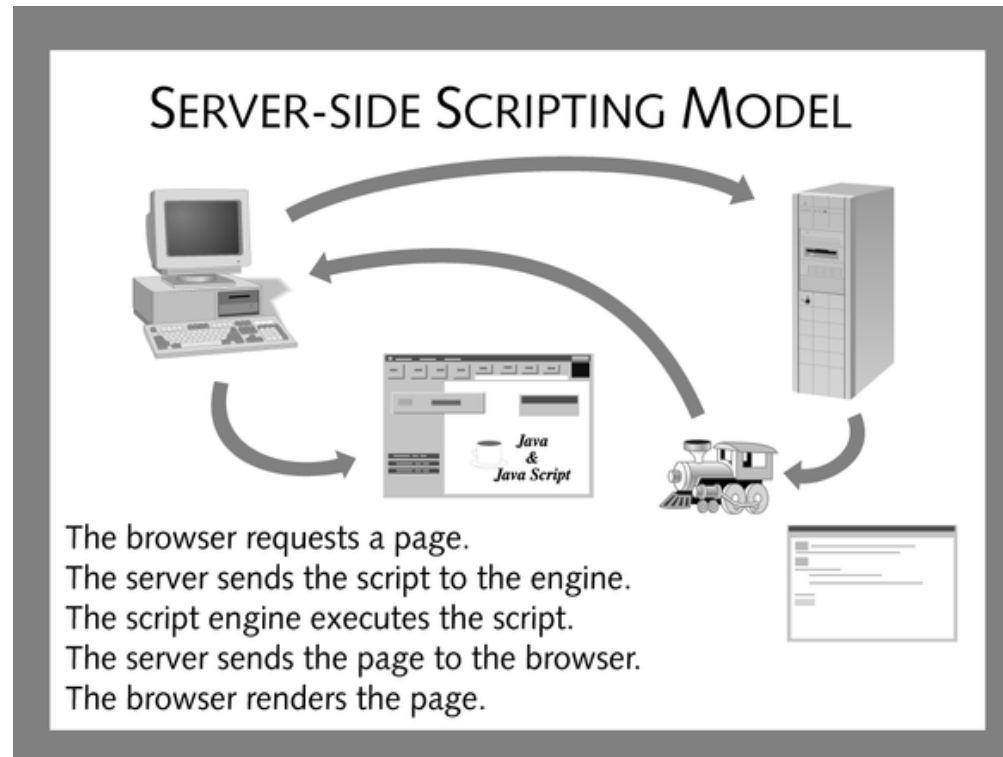 SERVER-SIDE SCRIPTING MODEL
Java
&
Java Script
The browser requests a page.
The server sends the script to the engine.
The script engine executes the script.
The server sends the page to the browser.
The browser renders the page.